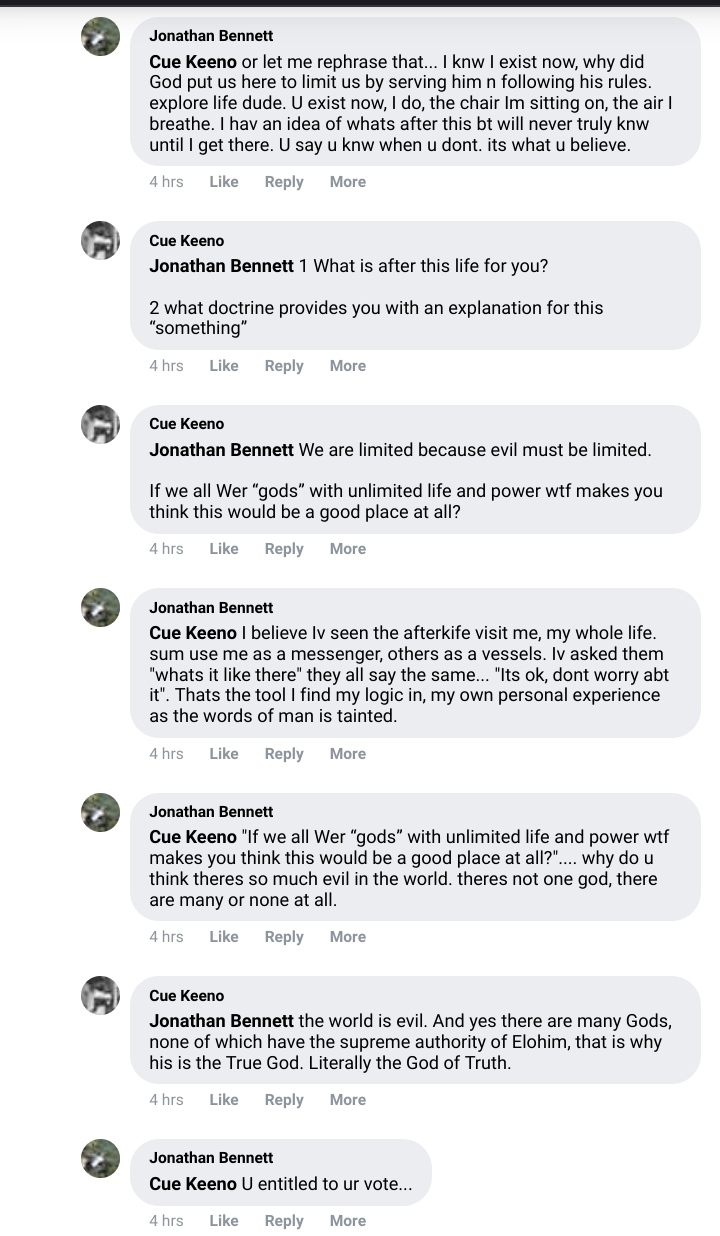 Jonathan Bennett
Cue Keeno or let me rephrase that... I knw I exist now, why did
God put us here to limit us by serving him n following his rules.
explore life dude. U exist now, I do, the chair Im sitting on, the air I
breathe. I hav an idea of whats after this bt will never truly knw
until I get there. U say u knw when u dont. its what u believe.
4 hrs Like Reply More
Cue Keeno
Jonathan Bennett 1 What is after this life for you?
2 what doctrine provides you with an explanation for this
“something”
4 hrs Like Reply More
Cue Keeno
Jonathan Bennett We are limited because evil must be limited.
If we all Wer “gods” with unlimited life and power wtf makes you
think this would be a good place at all?
4 hrs Like Reply More
Jonathan Bennett
Cue Keeno I believe Iv seen the afterkife visit me, my whole life.
sum use me as a messenger, others as a vessels. Iv asked them
"whats it like there" they all say the same... "Its ok, dont worry abt
it". Thats the tool I find my logic in, my own personal experience
as the words of man is tainted.
4 hrs Like Reply More
Jonathan Bennett
Cue Keeno "If we all Wer “gods” with unlimited life and power wtf
makes you think this would be a good place at all?".... why do u
think theres so much evil in the world. theres not one god, there
are many or none at all.
4 hrs Like Reply More
Cue Keeno
Jonathan Bennett the world is evil. And yes there are many Gods,
none of which have the supreme authority of Elohim, that is why
his is the True God. Literally the God of Truth.
4 hrs Like Reply More
Jonathan Bennett
Cue Keeno U entitled to ur vote...
4 hrs Like Reply More